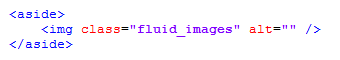 <aside>
    <img class="fluid_images" alt="" />
</aside>